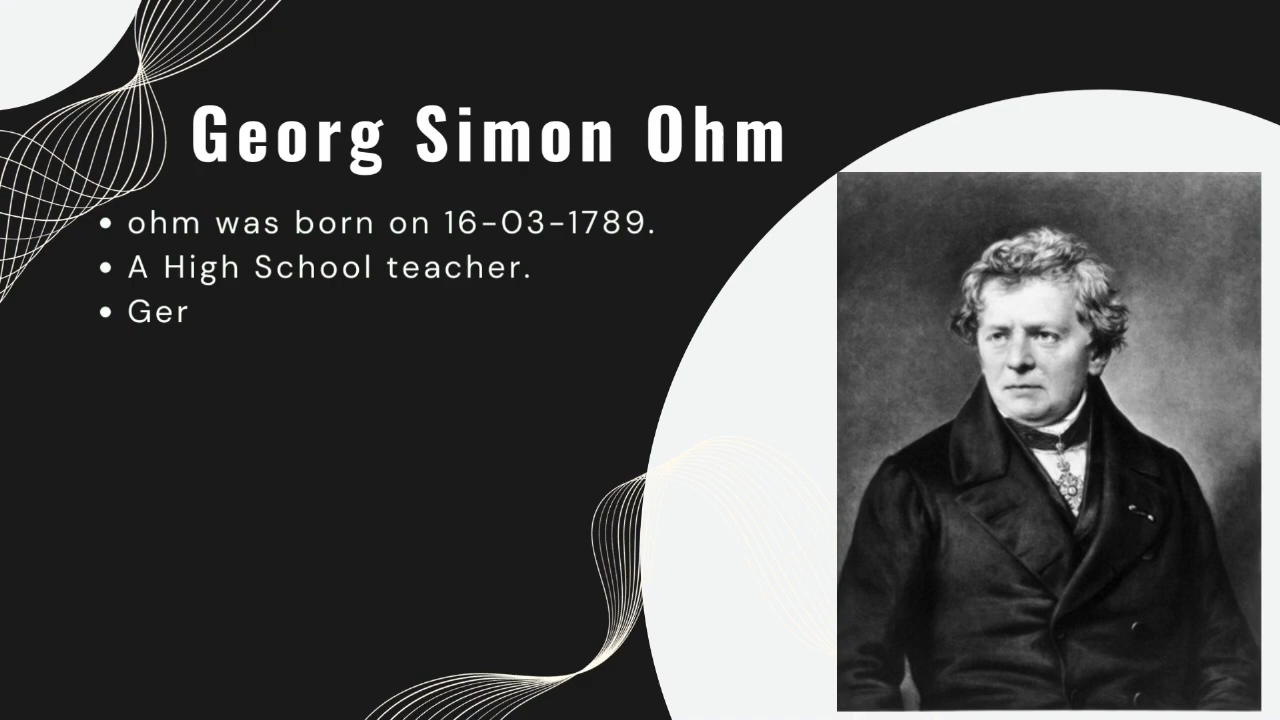 Georg Simon Ohm
• ohm was born on 16-03-1789.
• A High School teacher.
• Ger